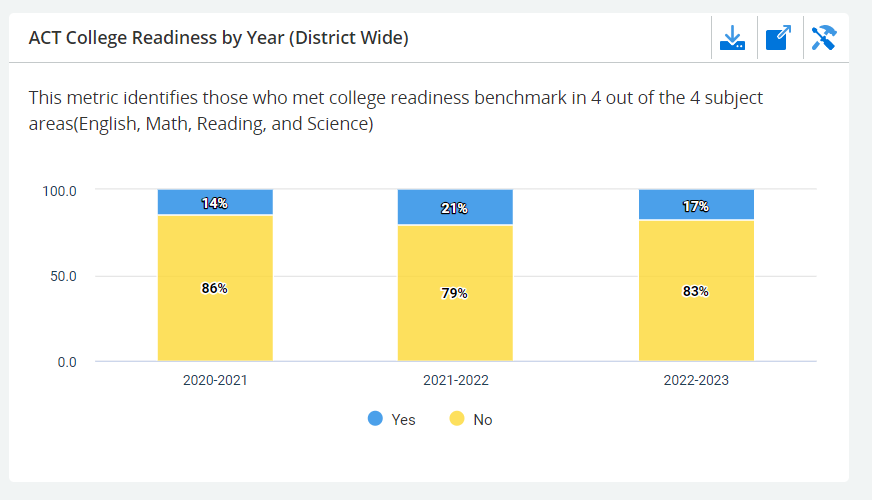 ACT College Readiness by Year (District Wide)
This metric identifies those who met college readiness benchmark in 4 out of the 4 subject
areas(English, Math, Reading, and Science)
100.0
14%
21%
17%
50.0
86%
79%
83%
0.0
2020-2021
2021-2022
2022-2023
Yes
No